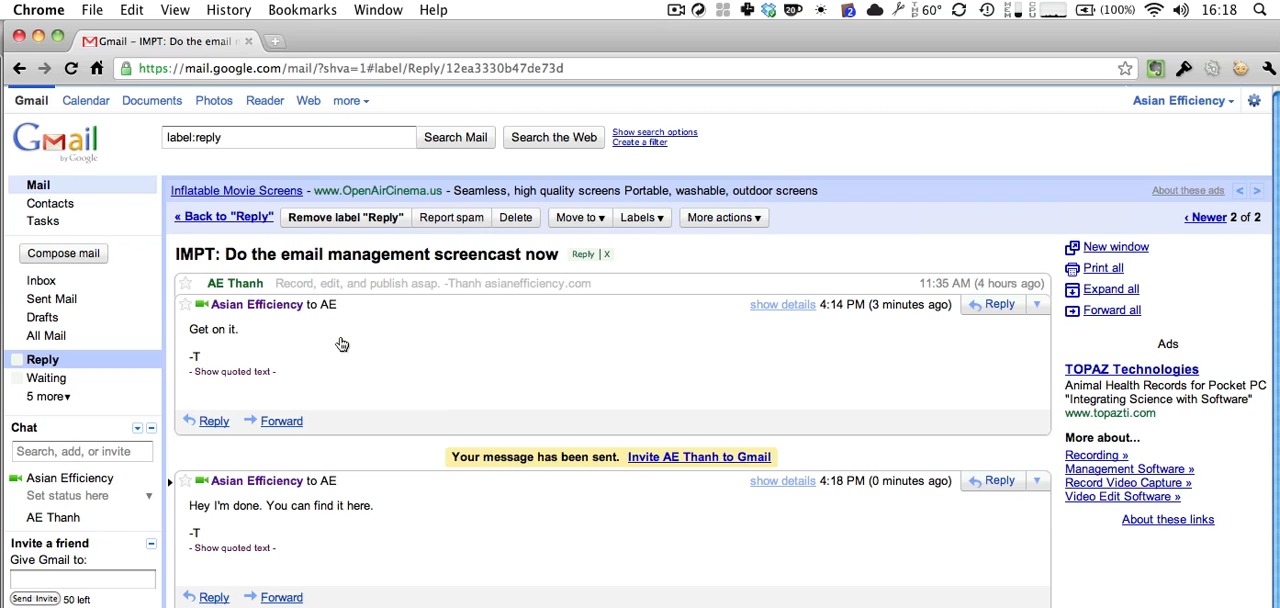 Chrome File Edit View History Bookmarks Window Help 60° (100%) 16:18
Gmail - IMPT: Do the email
https://mail.google.com/mail/?shva=1#label/Reply/12ea3330b47de73d
Gmail Calendar Documents Photos Reader Web more Asian Efficiency
Gmail
by Google
label:reply Search Mail Search the Web Show search options
Create a filter
Mail
Contacts
Tasks
Compose mail
Inbox
Sent Mail
Drafts
All Mail
Reply
Waiting
5 more▾
Chat
Search, add, or invite
Asian Efficiency
Set status here
AE Thanh
Invite a friend
Give Gmail to:
Send Invite 50 left
Inflatable Movie Screens - www.OpenAirCinema.us - Seamless, high quality screens Portable, washable, outdoor screens About these ads < >
« Back to "Reply" Remove label "Reply" Report spam Delete Move to ▾ Labels ▾ More actions ▾ ‹ Newer 2 of 2
IMPT: Do the email management screencast now Reply | X
AE Thanh Record, edit, and publish asap. -Thanh asianefficiency.com 11:35 AM (4 hours ago)
Asian Efficiency to AE show details 4:14 PM (3 minutes ago) Reply
Get on it.
-T
- Show quoted text -
Reply Forward
Your message has been sent. Invite AE Thanh to Gmail
Asian Efficiency to AE show details 4:18 PM (0 minutes ago) Reply
Hey I'm done. You can find it here.
-T
- Show quoted text -
Reply Forward
New window
Print all
Expand all
Forward all
Ads
TOPAZ Technologies
Animal Health Records for Pocket PC
"Integrating Science with Software"
www.topazti.com
More about...
Recording »
Management Software »
Record Video Capture »
Video Edit Software »
About these links